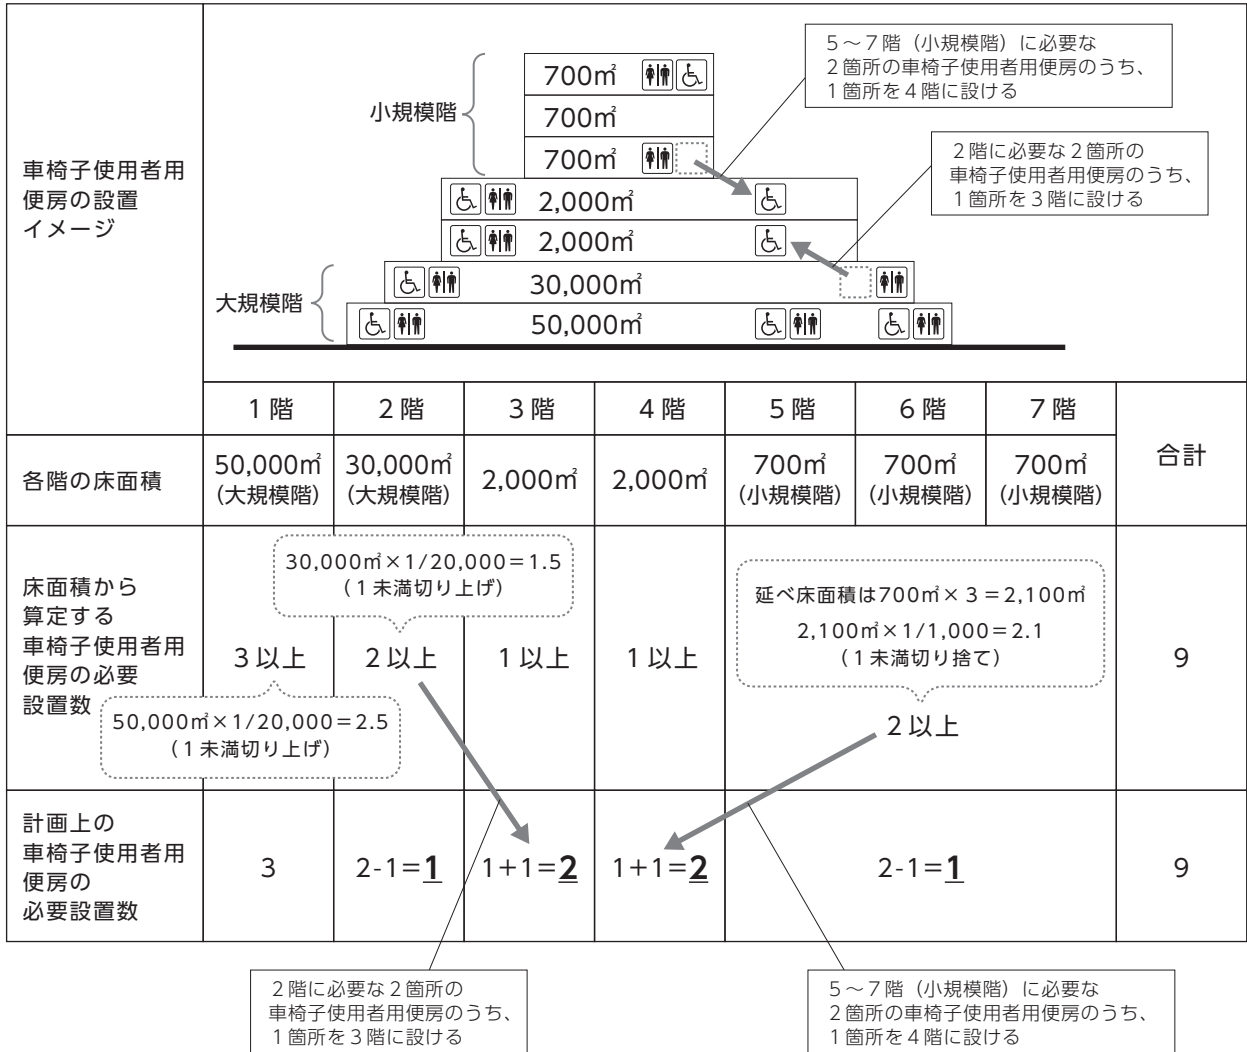 車椅子使用者用
便房の設置
イメージ
小規模階
大規模階
700㎡
700㎡
700㎡
2,000㎡
2,000㎡
30,000㎡
50,000㎡
5～7階（小規模階）に必要な
2箇所の車椅子使用者用便房のうち、
1箇所を4階に設ける
2階に必要な2箇所の
車椅子使用者用便房のうち、
1箇所を3階に設ける
1階 2階 3階 4階 5階 6階 7階 合計
各階の床面積
50,000㎡
(大規模階)
30,000㎡
(大規模階)
2,000㎡
2,000㎡
700㎡
(小規模階)
700㎡
(小規模階)
700㎡
(小規模階)
床面積から
算定する
車椅子使用者用
便房の必要
設置数
30,000㎡×1/20,000＝1.5
（1未満切り上げ）
3以上
2以上
1以上
1以上
50,000㎡×1/20,000＝2.5
（1未満切り上げ）
延べ床面積は700㎡×3＝2,100㎡
2,100㎡×1/1,000＝2.1
（1未満切り捨て）
2以上
9
計画上の
車椅子使用者用
便房の
必要設置数
3
2-1=1
1+1=2
1+1=2
2-1=1
9
2階に必要な2箇所の
車椅子使用者用便房のうち、
1箇所を3階に設ける
5～7階（小規模階）に必要な
2箇所の車椅子使用者用便房のうち、
1箇所を4階に設ける